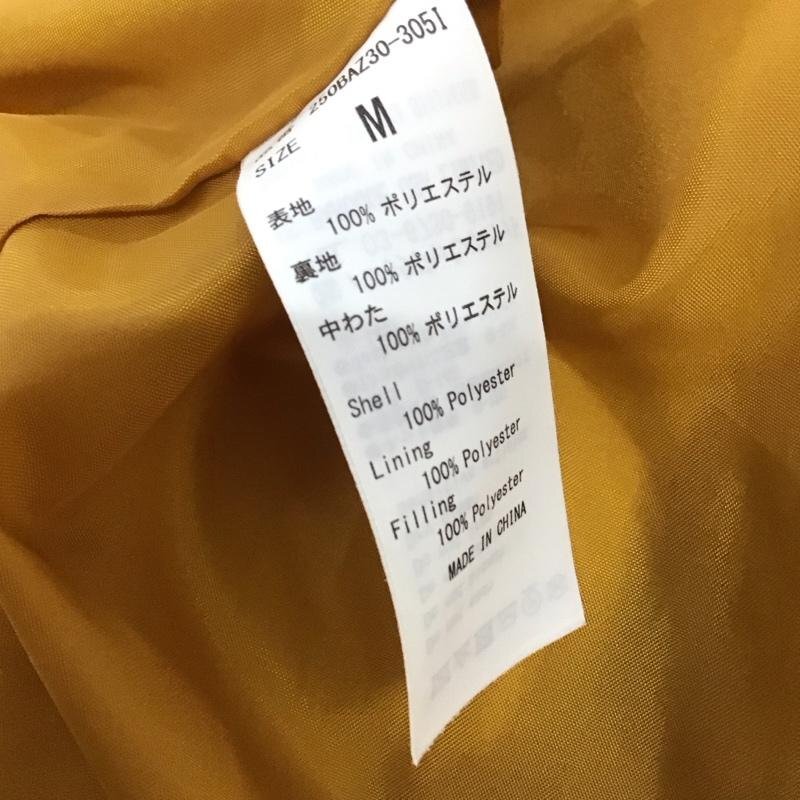 250BAZ30-305I
SIZE M
表地
100% ポリエステル
裏地
100% ポリエステル
中わた
100% ポリエステル
Shell
100% Polyester
Lining
100% Polyester
Filling
100% Polyester
MADE IN CHINA